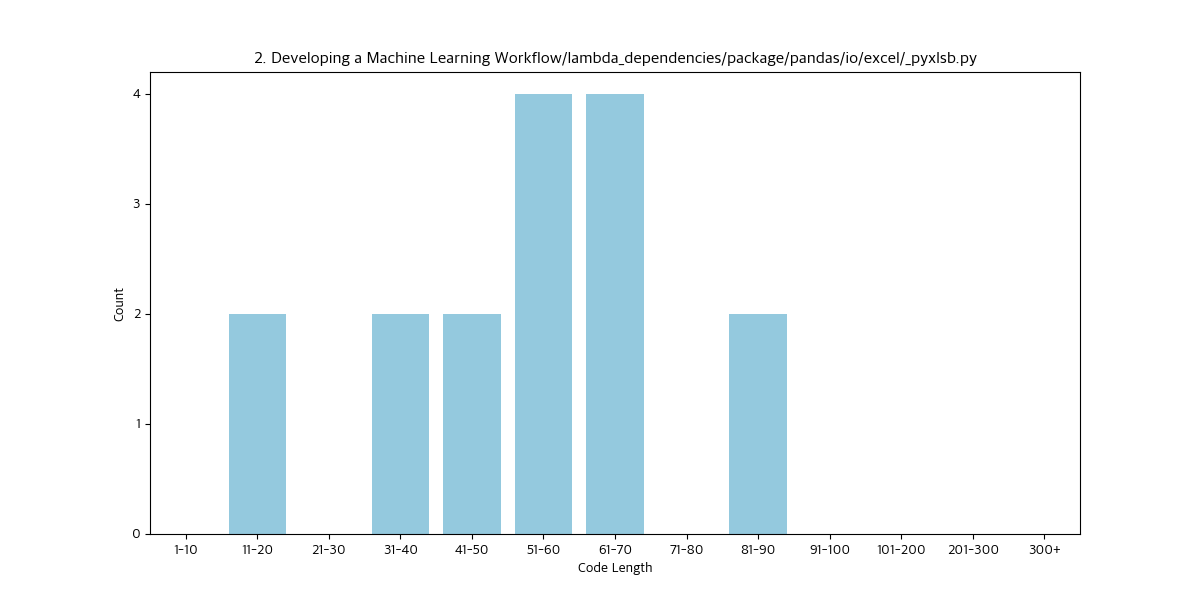 2. Developing a Machine Learning Workflow/lambda_dependencies/package/pandas/io/excel/_pyxlsb.py
4
3
2
1
0
Count
1-10 11-20 21-30 31-40 41-50 51-60 61-70 71-80 81-90 91-100 101-200 201-300 300+
Code Length